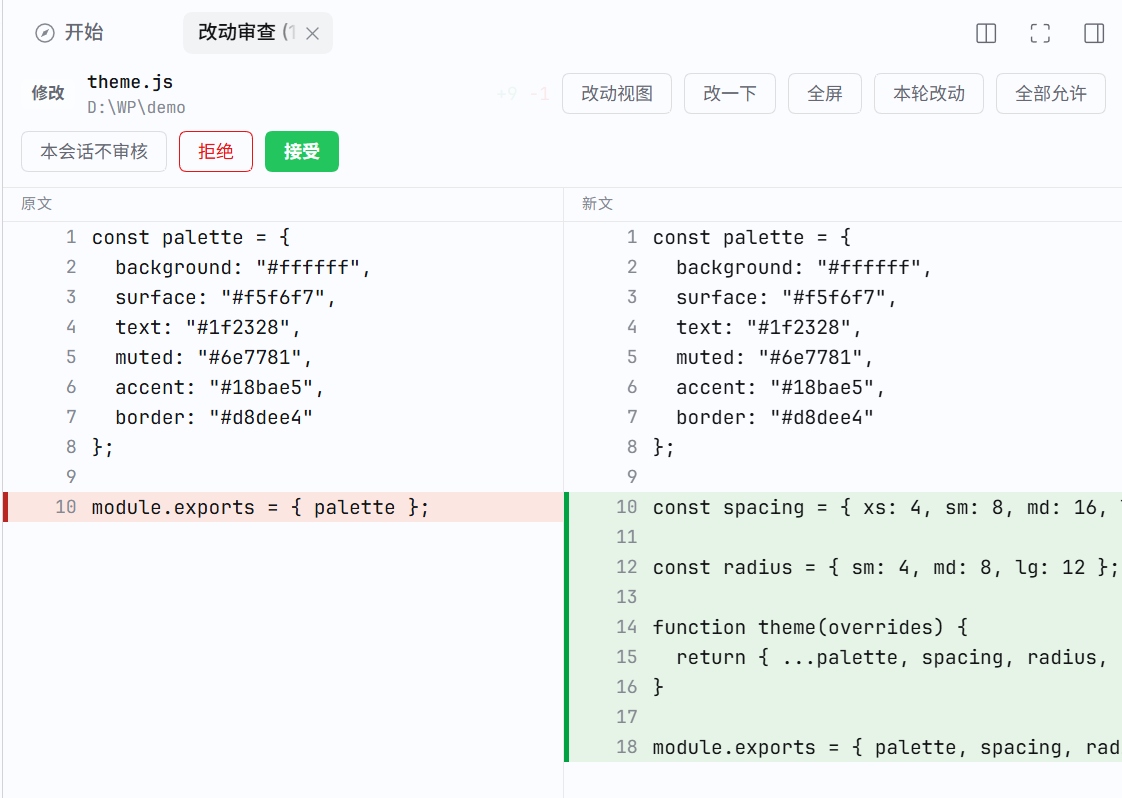 开始
改动审查 (1
修改
theme.js
D:\WP\demo
+9 -1
改动视图
改一下
全屏
本轮改动
全部允许
本会话不审核
拒绝
接受
原文
1 const palette = {
2   background: "#ffffff",
3   surface: "#f5f6f7",
4   text: "#1f2328",
5   muted: "#6e7781",
6   accent: "#18bae5",
7   border: "#d8dee4"
8 };
9
10 module.exports = { palette };
新文
1 const palette = {
2   background: "#ffffff",
3   surface: "#f5f6f7",
4   text: "#1f2328",
5   muted: "#6e7781",
6   accent: "#18bae5",
7   border: "#d8dee4"
8 };
9
10 const spacing = { xs: 4, sm: 8, md: 16,
11
12 const radius = { sm: 4, md: 8, lg: 12 };
13
14 function theme(overrides) {
15   return { ...palette, spacing, radius,
16 }
17
18 module.exports = { palette, spacing, rad